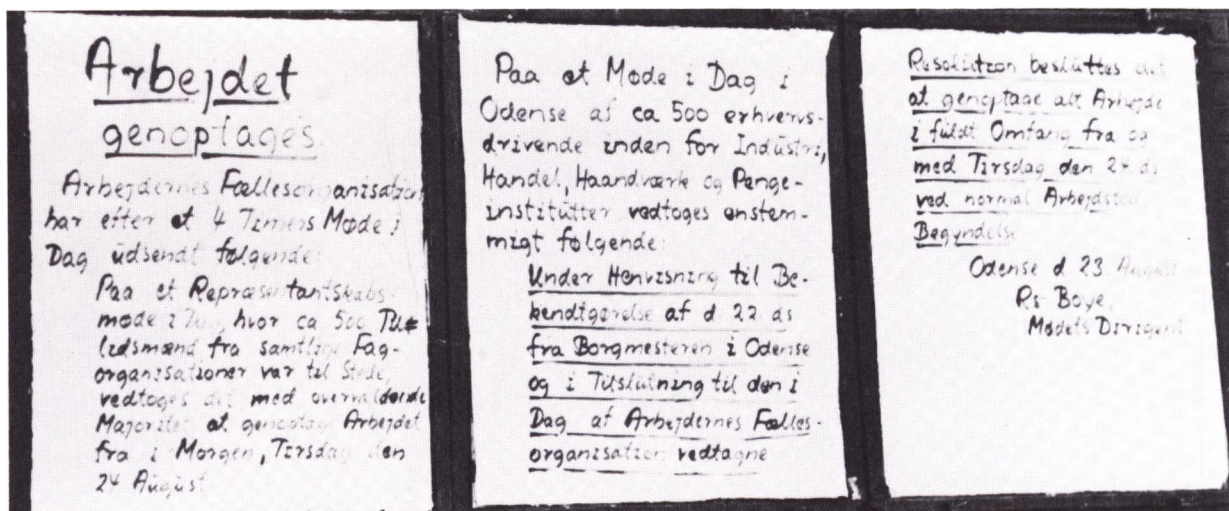 Arbejdet
genoptages.
Arbejdernes Fællesorganisation
har efter et 4 Timers Møde i
Dag udsendt følgende:
Paa et Repræsentantskabs-
møde i Dag, hvor ca 500 Til-
lidsmænd fra samtlige Fag-
organisationer var til Stede,
vedtoges det med overvældende
Majoritet at genoptage Arbejdet
fra i Morgen, Tirsdag den
24 August
Paa et Møde i Dag i
Odense af ca 500 erhvervs-
drivende inden for Industri,
Handel, Haandværk og Penge-
institutter vedtoges enstem-
migt følgende:
Under Henvisning til Be-
kendtgørelse af d. 22 ds
fra Borgmesteren i Odense
og i Tilslutning til den i
Dag af Arbejdernes Fælles-
organisation vedtagne
Resolution besluttes det
at genoptage alt Arbejde
i fuldt Omfang fra og
med Tirsdag den 24 ds
ved normal
Begyndelse
Odense d 23 August
Rs Boye,
Mødets Dirigent